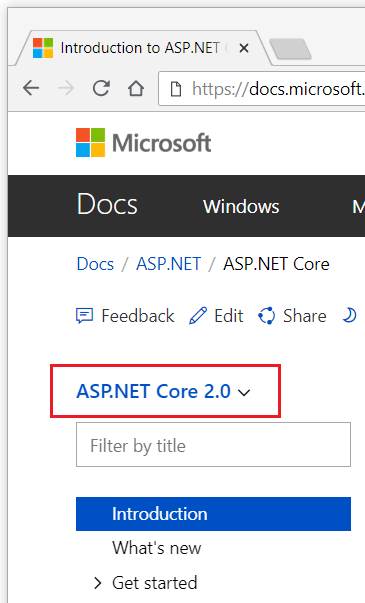 Introduction to ASP.NET
https://docs.microsoft.
Microsoft
Docs Windows M
Docs / ASP.NET / ASP.NET Core
Feedback Edit Share
ASP.NET Core 2.0
Filter by title
Introduction
What's new
Get started